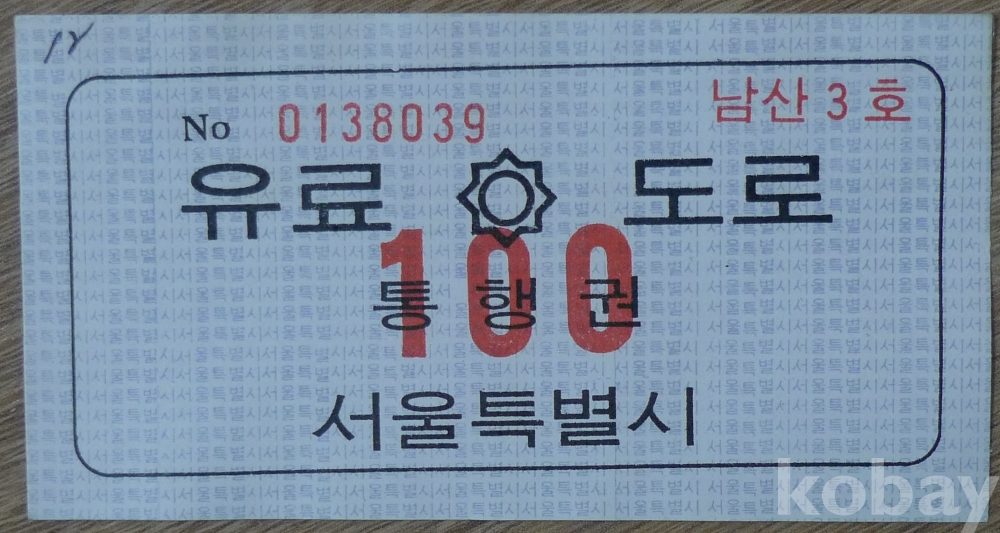 No 0138039
남산 3 호
유료 도로
100
통행권
서울특별시
kobay